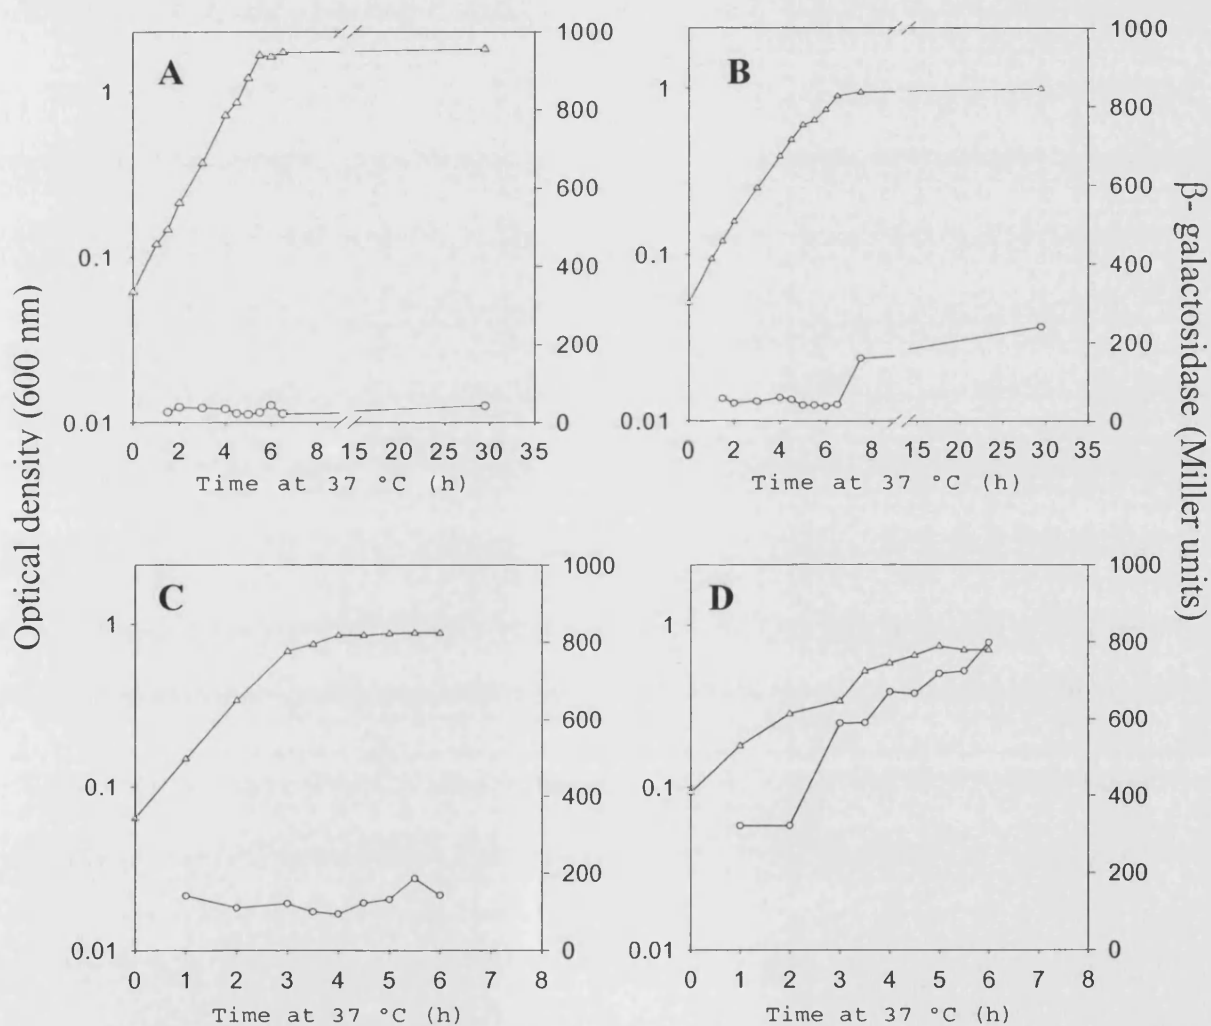 Optical density (600 nm)
β- galactosidase (Miller units)
A
1
0.1
0.01
1000
800
600
400
200
0
0 2 4 6 8 15 20 25 30 35
Time at 37 °C (h)
B
1
0.1
0.01
1000
800
600
400
200
0
0 2 4 6 8 15 20 25 30 35
Time at 37 °C (h)
C
1
0.1
0.01
1000
800
600
400
200
0
0 1 2 3 4 5 6 7 8
Time at 37 °C (h)
D
1
0.1
0.01
1000
800
600
400
200
0
0 1 2 3 4 5 6 7 8
Time at 37 °C (h)